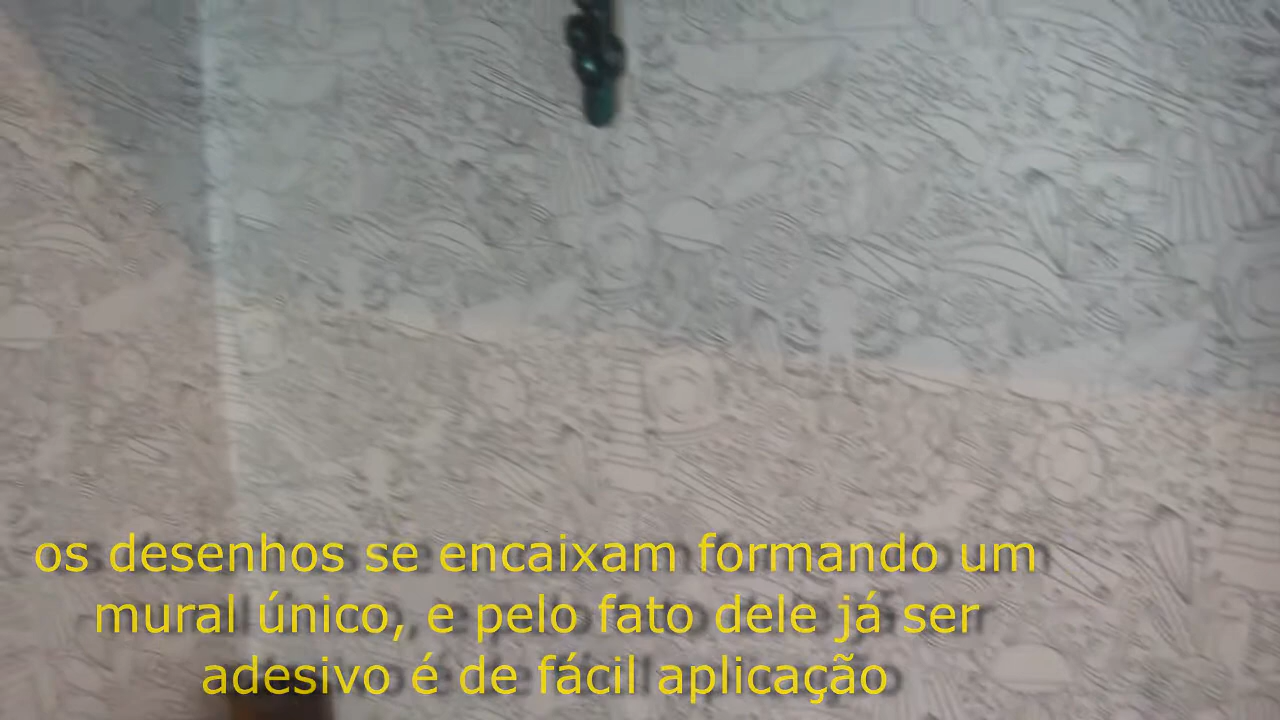 os desenhos se encaixam formando um
mural único, e pelo fato dele já ser
adesivo é de fácil aplicação